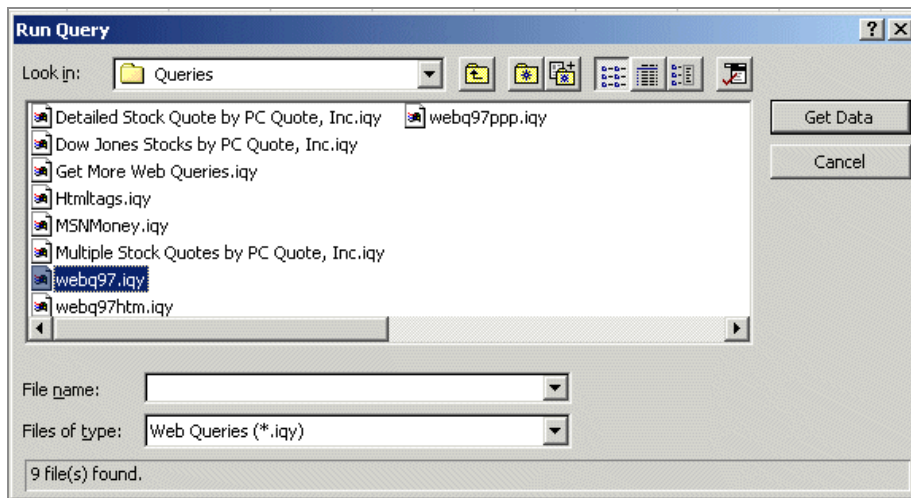 Run Query
Look in: Queries
Detailed Stock Quote by PC Quote, Inc.iqy webq97ppp.iqy
Dow Jones Stocks by PC Quote, Inc.iqy
Get More Web Queries.iqy
Htmltags.iqy
MSNMoney.iqy
Multiple Stock Quotes by PC Quote, Inc.iqy
webq97.iqy
webq97htm.iqy
Get Data
Cancel
File name:
Files of type: Web Queries (*.iqy)
9 file(s) found.